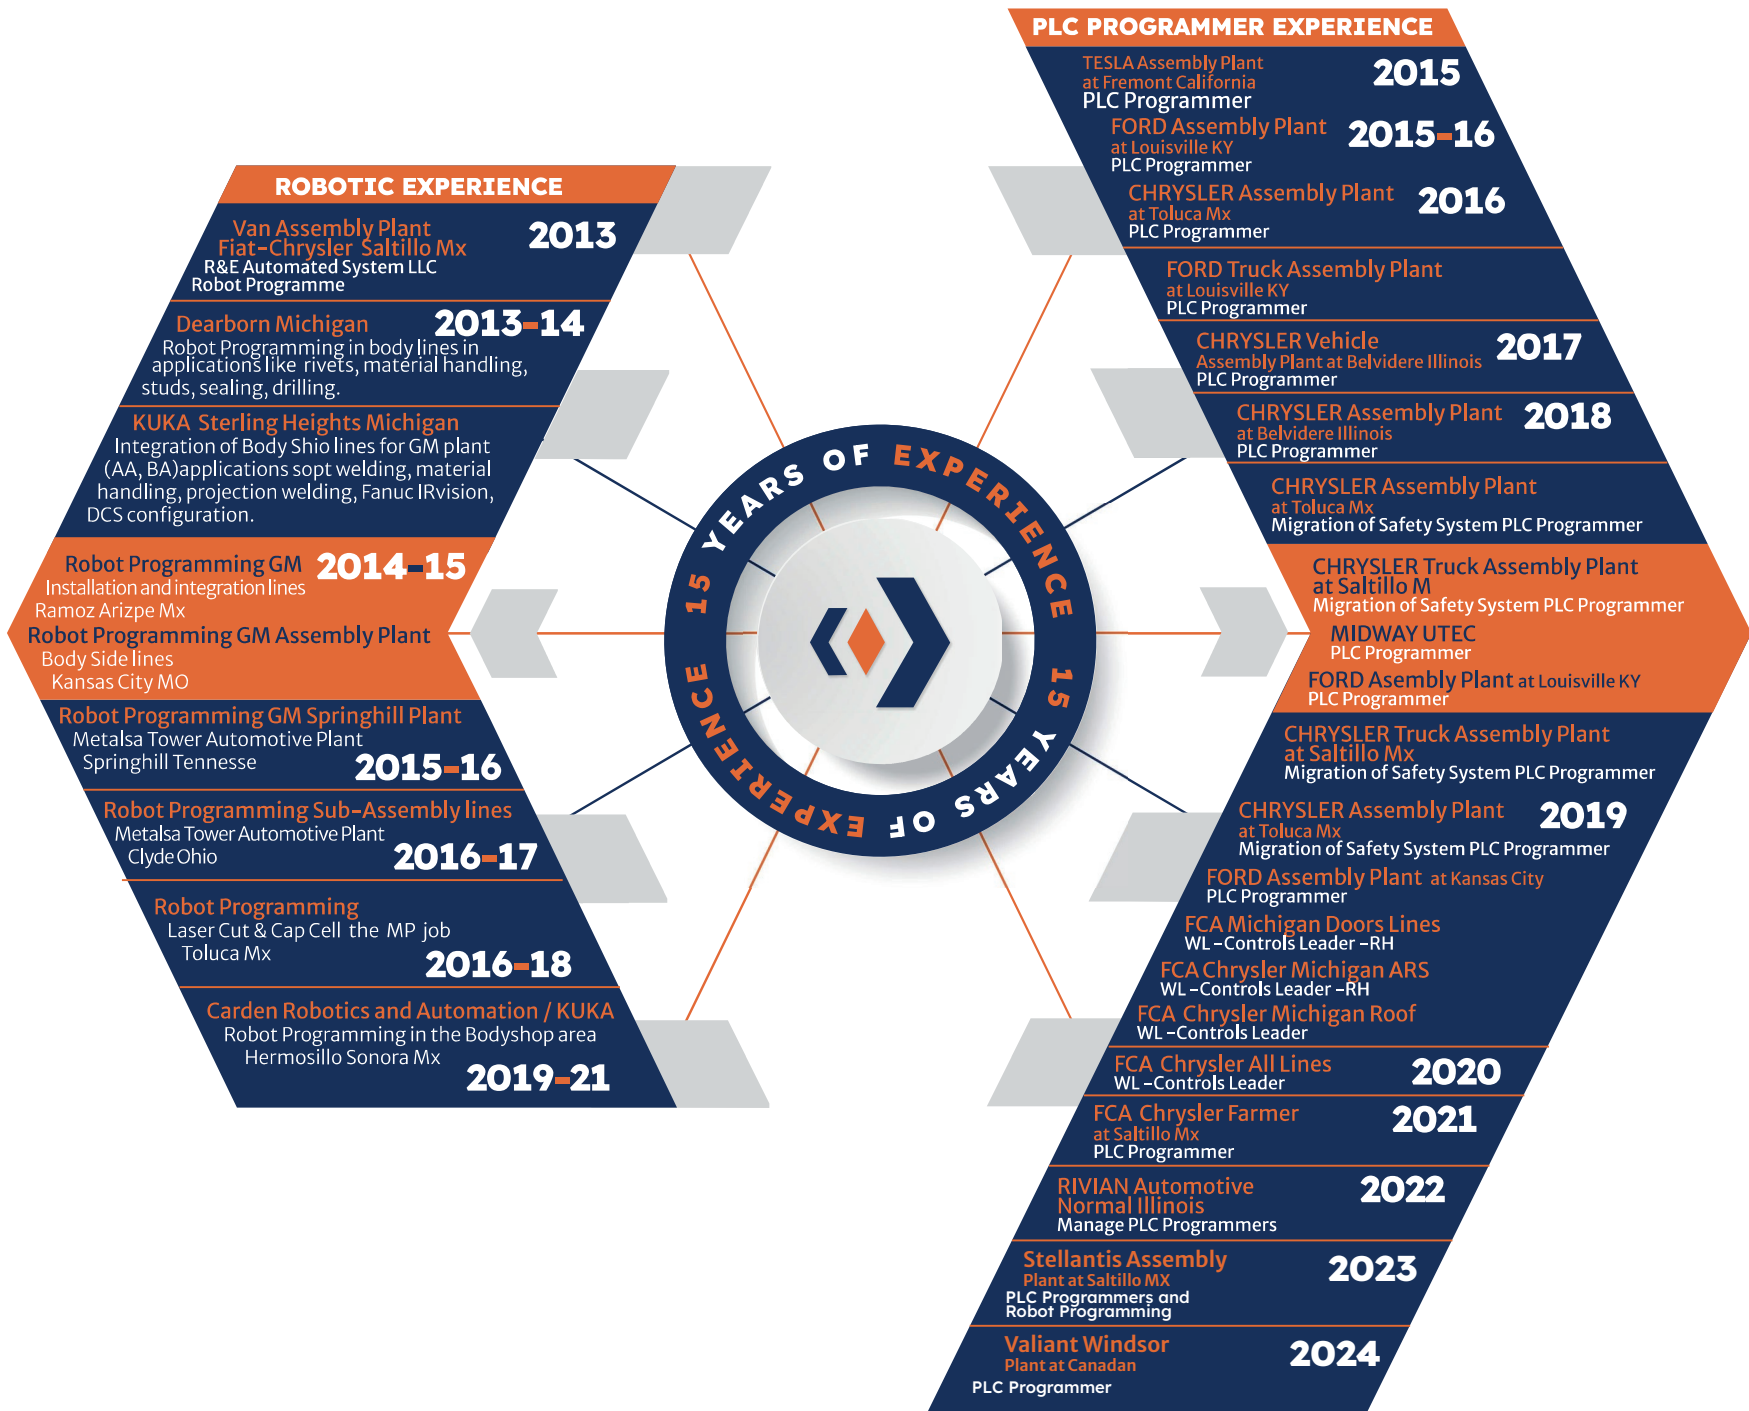 ROBOTIC EXPERIENCE
Van Assembly Plant
Fiat-Chrysler Saltillo Mx
2013
R&E Automated System LLC
Robot Programme
Dearborn Michigan
2013-14
Robot Programming in body lines in
applications like rivets, material handling,
studs, sealing, drilling.
KUKA Sterling Heights Michigan
Integration of Body Shio lines for GM plant
(AA, BA)applications sopt welding, material
handling, projection welding, Fanuc IRvision,
DCS configuration.
Robot Programming GM
2014-15
Installation and integration lines
Ramoz Arizpe Mx
Robot Programming GM Assembly Plant
Body Side lines
Kansas City MO
Robot Programming GM Springhill Plant
Metalsa Tower Automotive Plant
Springhill Tennesse
2015-16
Robot Programming Sub-Assembly lines
Metalsa Tower Automotive Plant
Clyde Ohio
2016-17
Robot Programming
Laser Cut & Cap Cell the MP job
Toluca Mx
2016-18
Carden Robotics and Automation / KUKA
Robot Programming in the Bodyshop area
Hermosillo Sonora Mx
2019-21
15 YEARS OF EXPERIENCE
15 YEARS OF EXPERIENCE
PLC PROGRAMMER EXPERIENCE
TESLA Assembly Plant
at Fremont California
2015
PLC Programmer
FORD Assembly Plant
2015-16
at Louisville KY
PLC Programmer
CHRYSLER Assembly Plant
2016
at Toluca Mx
PLC Programmer
FORD Truck Assembly Plant
at Louisville KY
PLC Programmer
CHRYSLER Vehicle
2017
Assembly Plant at Belvidere Illinois
PLC Programmer
CHRYSLER Assembly Plant
2018
at Belvidere Illinois
PLC Programmer
CHRYSLER Assembly Plant
at Toluca Mx
Migration of Safety System PLC Programmer
CHRYSLER Truck Assembly Plant
at Saltillo M
Migration of Safety System PLC Programmer
MIDWAY UTEC
PLC Programmer
FORD Asembly Plant at Louisville KY
PLC Programmer
CHRYSLER Truck Assembly Plant
at Saltillo Mx
Migration of Safety System PLC Programmer
CHRYSLER Assembly Plant
2019
at Toluca Mx
Migration of Safety System PLC Programmer
FORD Assembly Plant at Kansas City
PLC Programmer
FCA Michigan Doors Lines
WL -Controls Leader -RH
FCA Chrysler Michigan ARS
WL -Controls Leader -RH
FCA Chrysler Michigan Roof
WL -Controls Leader
FCA Chrysler All Lines
2020
WL -Controls Leader
FCA Chrysler Farmer
2021
at Saltillo Mx
PLC Programmer
RIVIAN Automotive
2022
Normal Illinois
Manage PLC Programmers
Stellantis Assembly
2023
Plant at Saltillo MX
PLC Programmers and
Robot Programming
Valiant Windsor
2024
Plant at Canadan
PLC Programmer